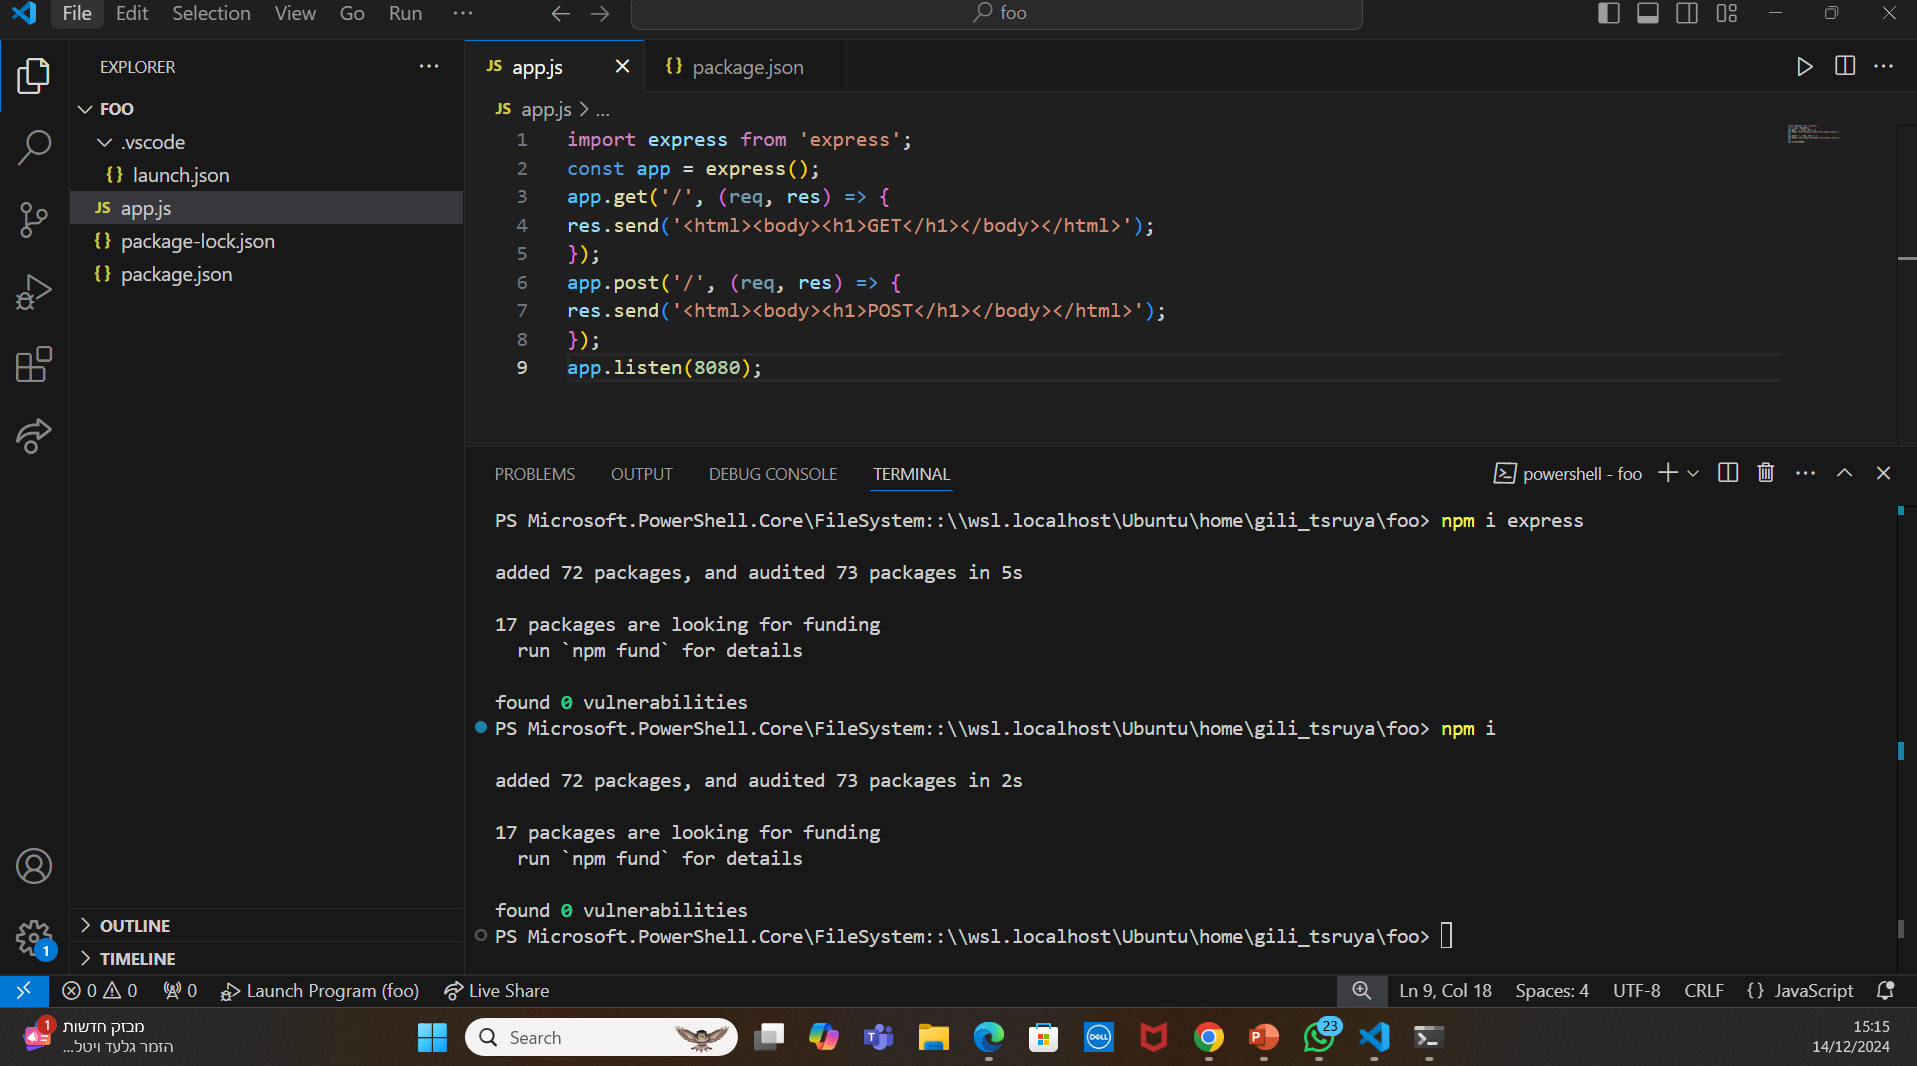 File Edit Selection View Go Run ··· foo
EXPLORER ···
FOO
.vscode
{} launch.json
JS app.js
{} package-lock.json
{} package.json
OUTLINE
TIMELINE
JS app.js {} package.json
JS app.js > ...
1 import express from 'express';
2 const app = express();
3 app.get('/', (req, res) => {
4 res.send('<html><body><h1>GET</h1></body></html>');
5 });
6 app.post('/', (req, res) => {
7 res.send('<html><body><h1>POST</h1></body></html>');
8 });
9 app.listen(8080);
PROBLEMS OUTPUT DEBUG CONSOLE TERMINAL powershell - foo
PS Microsoft.PowerShell.Core\FileSystem::\\wsl.localhost\Ubuntu\home\gili_tsruya\foo> npm i express
added 72 packages, and audited 73 packages in 5s
17 packages are looking for funding
run `npm fund` for details
found 0 vulnerabilities
PS Microsoft.PowerShell.Core\FileSystem::\\wsl.localhost\Ubuntu\home\gili_tsruya\foo> npm i
added 72 packages, and audited 73 packages in 2s
17 packages are looking for funding
run `npm fund` for details
found 0 vulnerabilities
PS Microsoft.PowerShell.Core\FileSystem::\\wsl.localhost\Ubuntu\home\gili_tsruya\foo>
1
0 0 0 Launch Program (foo) Live Share Ln 9, Col 18 Spaces: 4 UTF-8 CRLF {} JavaScript
1 מבזק חדשות
הזמר גלעד ויטל...
Search
T
DELL
P
23
15:15
14/12/2024